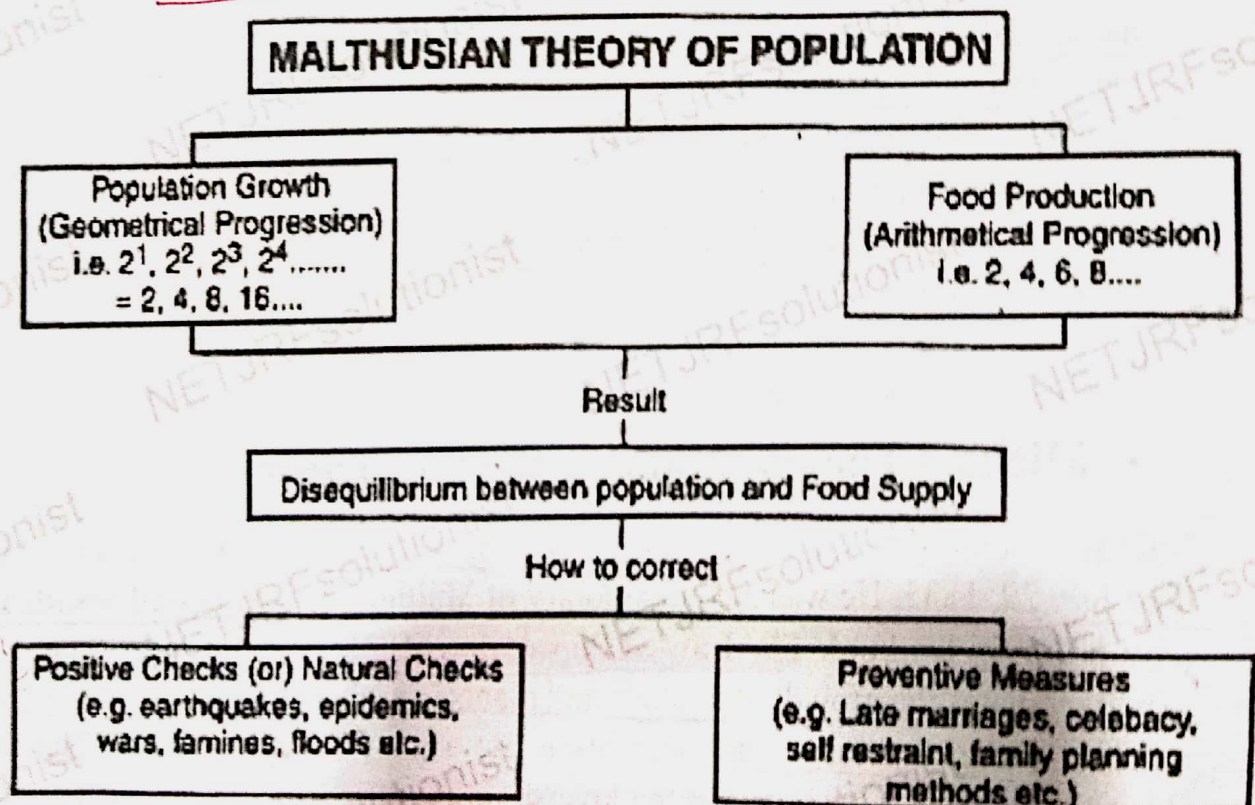 MALTHUSIAN THEORY OF POPULATION
Population Growth
(Geometrical Progression)
i.e. 2¹, 2², 2³, 2⁴.......
= 2, 4, 8, 16....
Food Production
(Arithmetical Progression)
i.e. 2, 4, 6, 8....
Result
Disequilibrium between population and Food Supply
How to correct
Positive Checks (or) Natural Checks
(e.g. earthquakes, epidemics,
wars, famines, floods etc.)
Preventive Measures
(e.g. Late marriages, celebacy,
self restraint, family planning
methods etc.)
NETJRFsolutionist